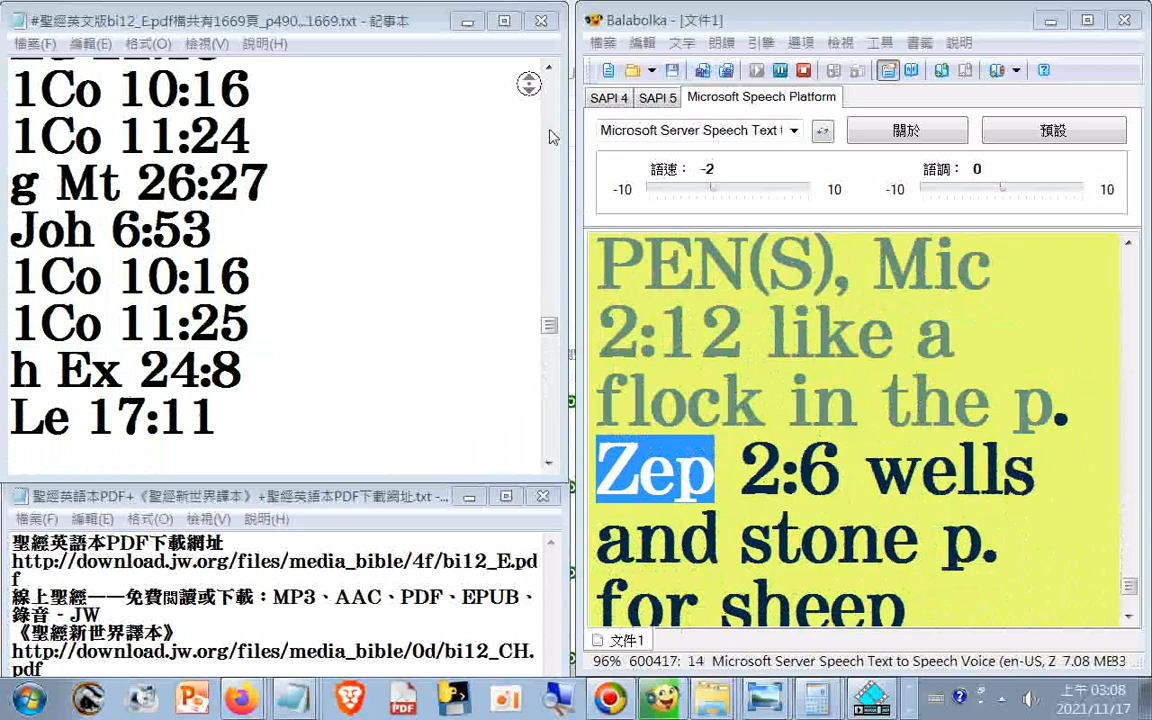 #聖經英文版bi12_E.pdf檔共有1669頁_p490...1669.txt - 記事本
檔案(F) 編輯(E) 格式(O) 檢視(V) 說明(H)
1Co 10:16
1Co 11:24
g Mt 26:27
Joh 6:53
1Co 10:16
1Co 11:25
h Ex 24:8
Le 17:11
聖經英語本PDF+《聖經新世界譯本》+聖經英語本PDF下載網址.txt -...
檔案(F) 編輯(E) 格式(O) 檢視(V) 說明(H)
聖經英語本PDF下載網址
http://download.jw.org/files/media_bible/4f/bi12_E.pd
f
線上聖經——免費閱讀或下載：MP3、AAC、PDF、EPUB、
錄音 - JW
《聖經新世界譯本》
http://download.jw.org/files/media_bible/0d/bi12_CH.
pdf
Balabolka - [文件1]
檔案 編輯 文字 朗讀 引擎 選項 檢視 工具 書籤 說明
SAPI 4 SAPI 5 Microsoft Speech Platform
Microsoft Server Speech Text 關於 預設
語速： -2 語調： 0
-10 10 -10 10
PEN(S), Mic
2:12 like a
flock in the p.
Zep 2:6 wells
and stone p.
for sheep
文件1
96% 600417: 14 Microsoft Server Speech Text to Speech Voice (en-US, Z 7.08 MB
PDF
上午 03:08
2021/11/17